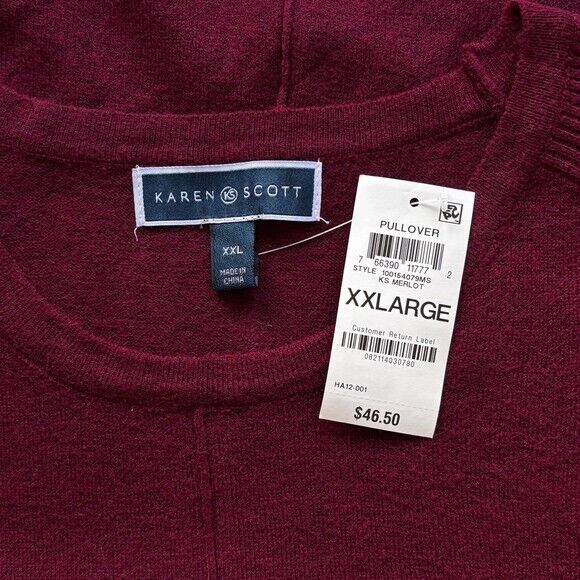 KAREN KS SCOTT
XXL
MADE IN
CHINA
PULLOVER
7 66390 11777 2
STYLE 100154079MS
KS MERLOT
XXLARGE
Customer Return Label
082114030780
HA12-001
$46.50